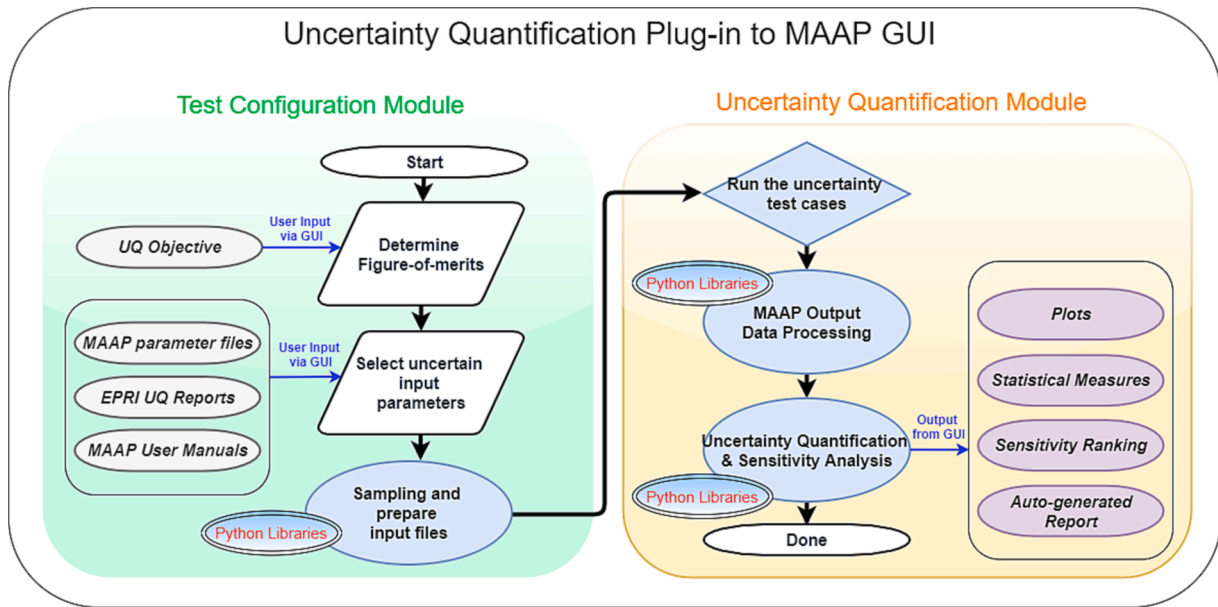 Uncertainty Quantification Plug-in to MAAP GUI
Test Configuration Module
Start
UQ Objective
User Input
via GUI
Determine
Figure-of-merits
MAAP parameter files
EPRI UQ Reports
MAAP User Manuals
User Input
via GUI
Select uncertain
input
parameters
Python Libraries
Sampling and
prepare
input files
Uncertainty Quantification Module
Run the uncertainty
test cases
Python Libraries
MAAP Output
Data Processing
Uncertainty Quantification
& Sensitivity Analysis
Python Libraries
Output
from GUI
Done
Plots
Statistical Measures
Sensitivity Ranking
Auto-generated
Report